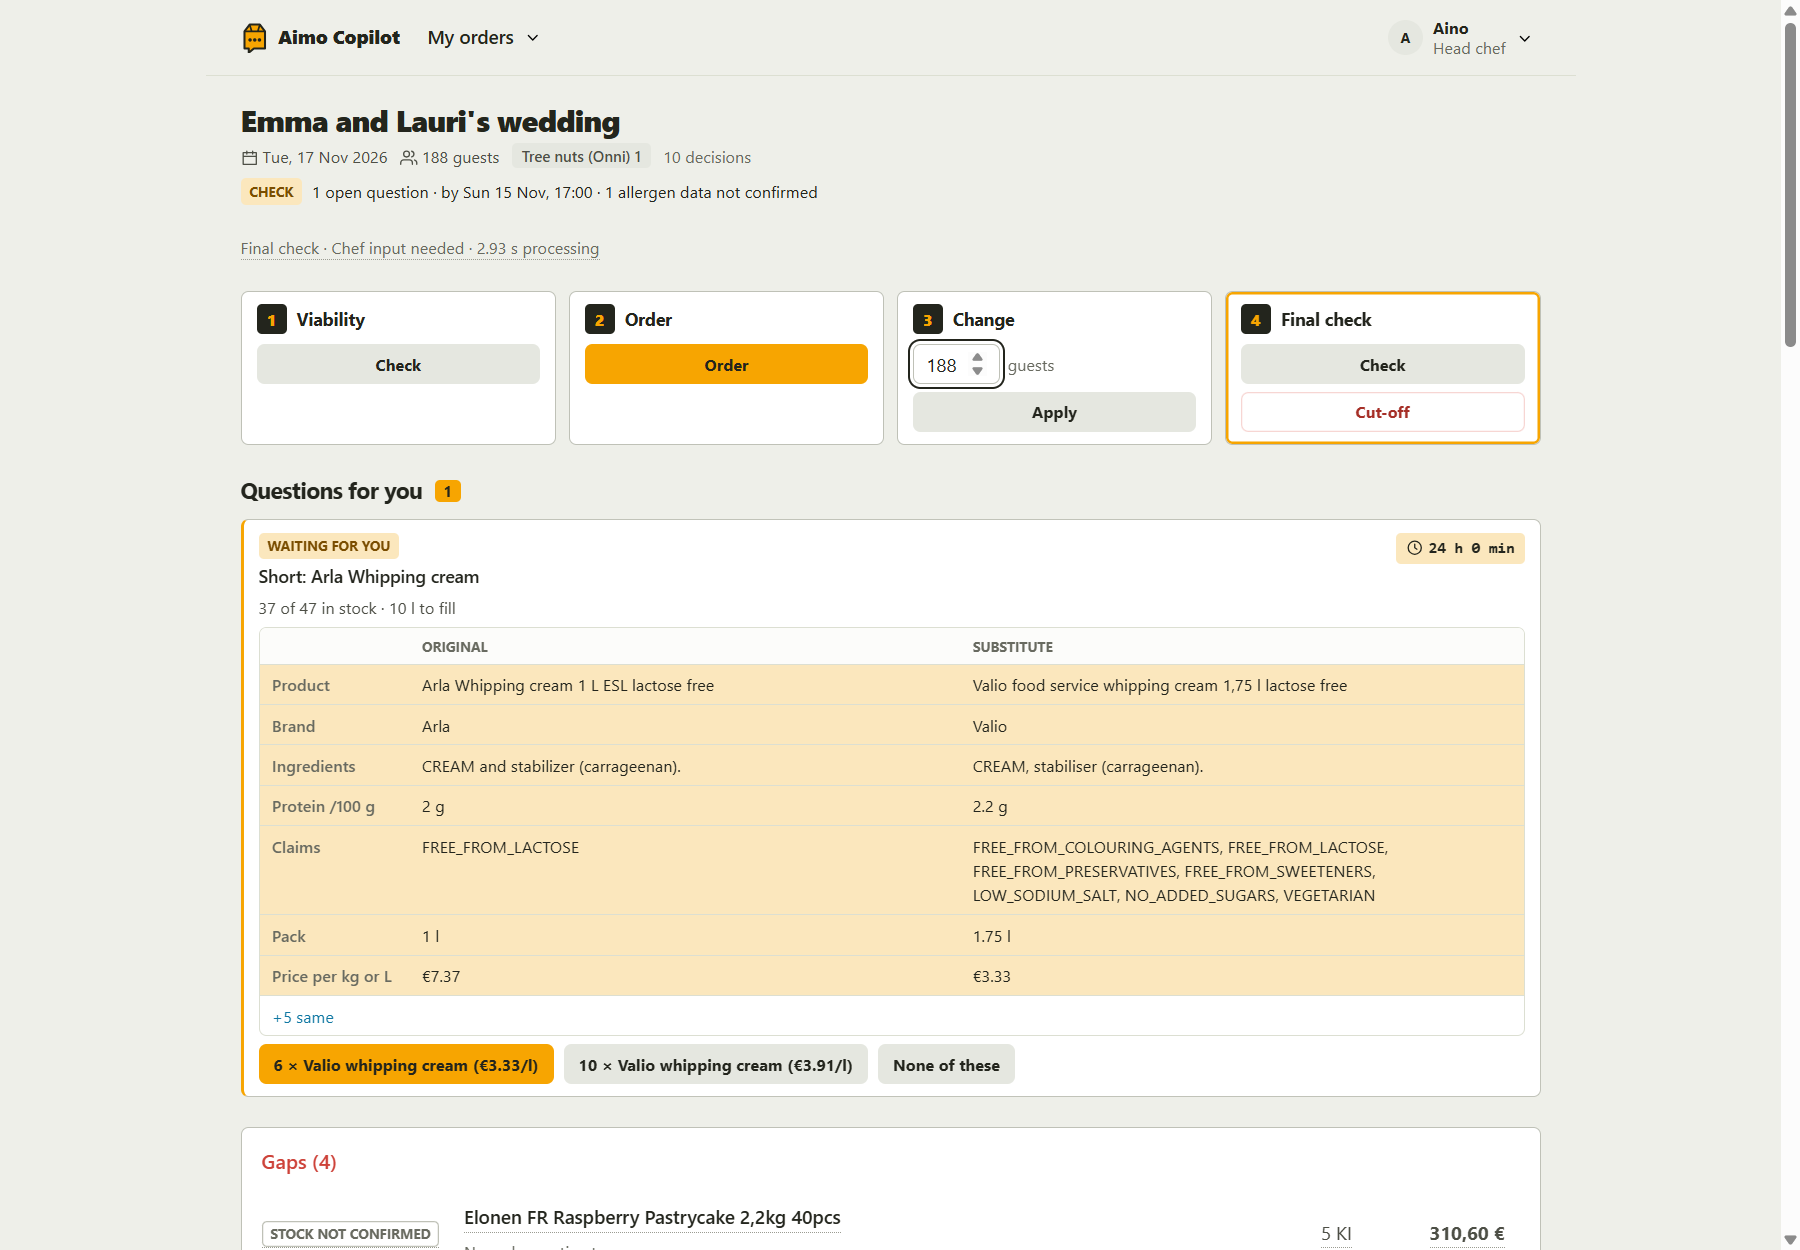 Aimo Copilot
My orders
A
Aino
Head chef
Emma and Lauri's wedding
Tue, 17 Nov 2026 188 guests Tree nuts (Onni) 1 10 decisions
CHECK 1 open question · by Sun 15 Nov, 17:00 · 1 allergen data not confirmed
Final check · Chef input needed · 2.93 s processing
1 Viability
Check
2 Order
Order
3 Change
188 guests
Apply
4 Final check
Check
Cut-off
Questions for you 1
WAITING FOR YOU
24 h 0 min
Short: Arla Whipping cream
37 of 47 in stock · 10 l to fill
ORIGINAL SUBSTITUTE
Product Arla Whipping cream 1 L ESL lactose free Valio food service whipping cream 1,75 l lactose free
Brand Arla Valio
Ingredients CREAM and stabilizer (carrageenan). CREAM, stabiliser (carrageenan).
Protein /100 g 2 g 2.2 g
Claims FREE_FROM_LACTOSE FREE_FROM_COLOURING_AGENTS, FREE_FROM_LACTOSE,
FREE_FROM_PRESERVATIVES, FREE_FROM_SWEETENERS,
LOW_SODIUM_SALT, NO_ADDED_SUGARS, VEGETARIAN
Pack 1 l 1.75 l
Price per kg or L €7.37 €3.33
+5 same
6 × Valio whipping cream (€3.33/l) 10 × Valio whipping cream (€3.91/l) None of these
Gaps (4)
Elonen FR Raspberry Pastrycake 2,2kg 40pcs
STOCK NOT CONFIRMED 5 KI 310,60 €